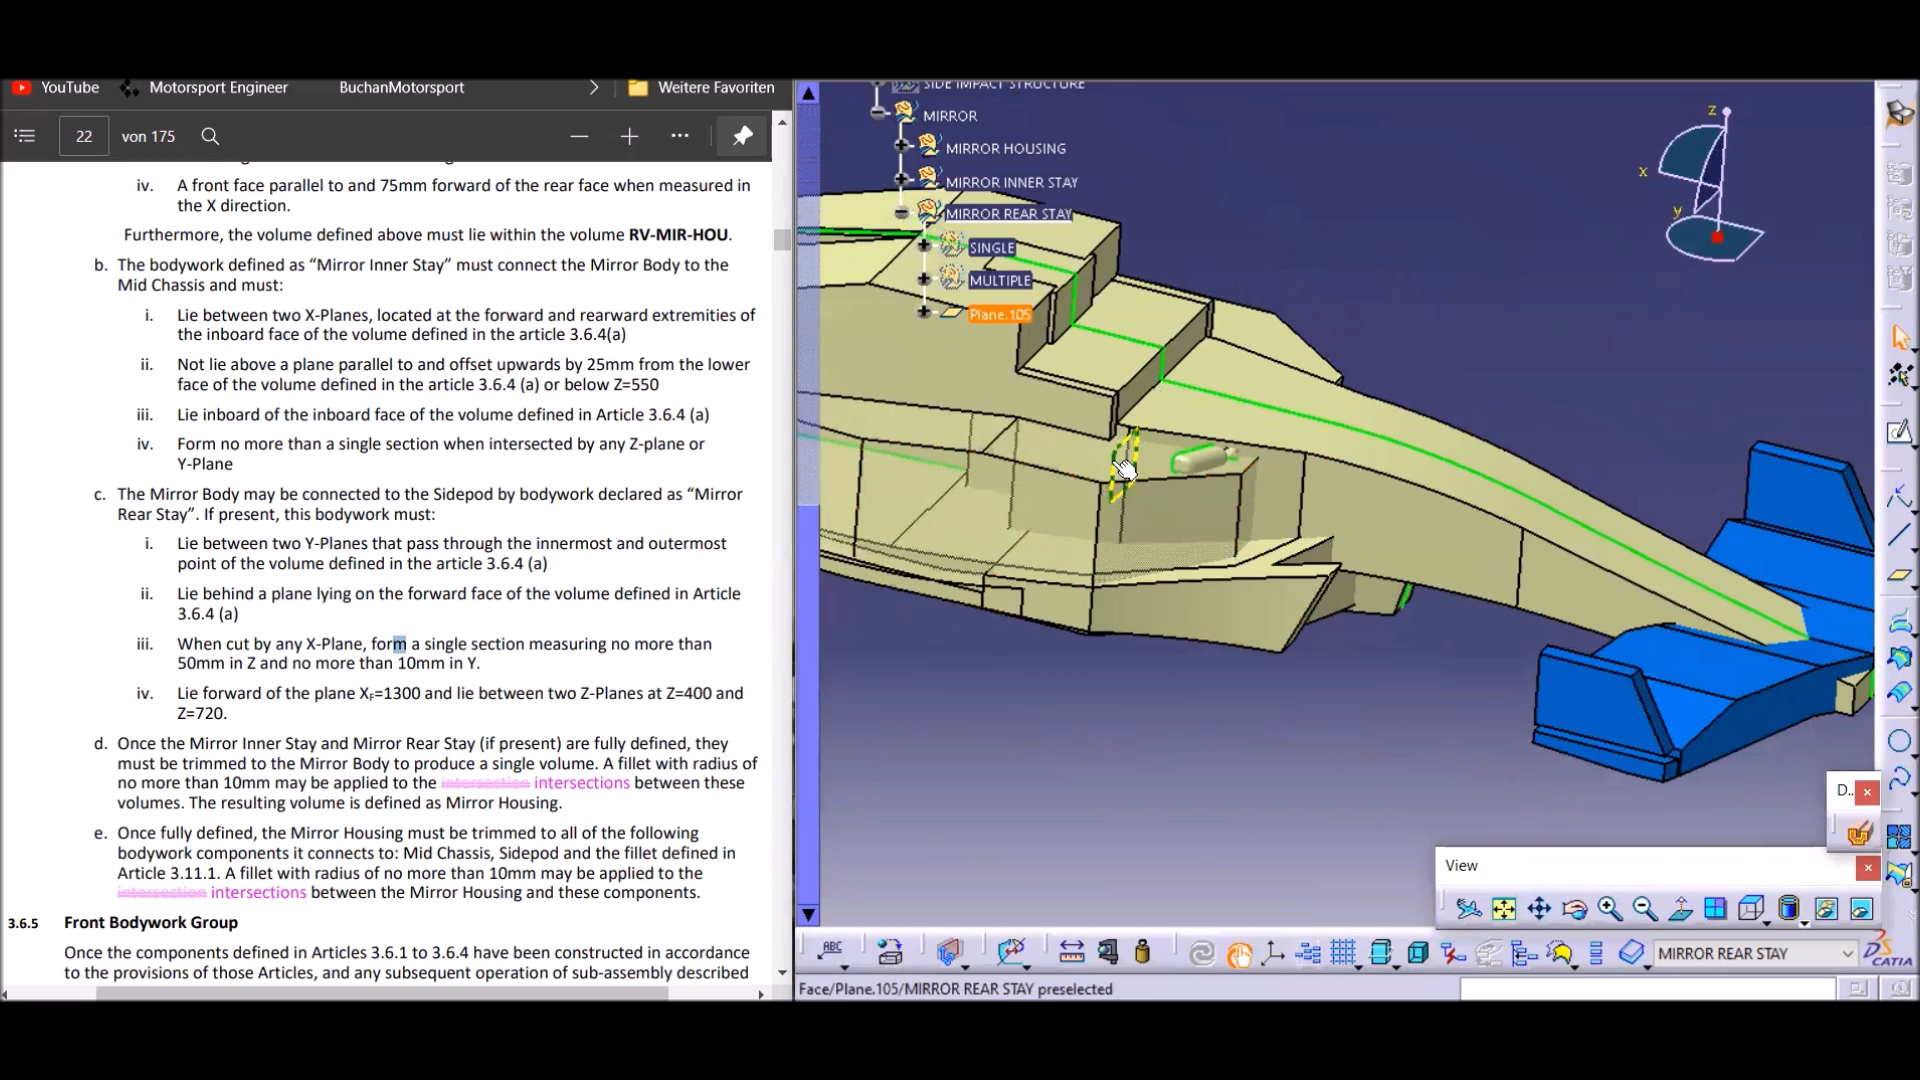 YouTube
Motorsport Engineer
BuchanMotorsport
Weitere Favoriten
22 von 175
iv. A front face parallel to and 75mm forward of the rear face when measured in
the X direction.
Furthermore, the volume defined above must lie within the volume RV-MIR-HOU.
b. The bodywork defined as “Mirror Inner Stay” must connect the Mirror Body to the
Mid Chassis and must:
i. Lie between two X-Planes, located at the forward and rearward extremities of
the inboard face of the volume defined in the article 3.6.4(a)
ii. Not lie above a plane parallel to and offset upwards by 25mm from the lower
face of the volume defined in the article 3.6.4 (a) or below Z=550
iii. Lie inboard of the inboard face of the volume defined in Article 3.6.4 (a)
iv. Form no more than a single section when intersected by any Z-plane or
Y-Plane
c. The Mirror Body may be connected to the Sidepod by bodywork declared as “Mirror
Rear Stay”. If present, this bodywork must:
i. Lie between two Y-Planes that pass through the innermost and outermost
point of the volume defined in the article 3.6.4 (a)
ii. Lie behind a plane lying on the forward face of the volume defined in Article
3.6.4 (a)
iii. When cut by any X-Plane, form a single section measuring no more than
50mm in Z and no more than 10mm in Y.
iv. Lie forward of the plane XF=1300 and lie between two Z-Planes at Z=400 and
Z=720.
d. Once the Mirror Inner Stay and Mirror Rear Stay (if present) are fully defined, they
must be trimmed to the Mirror Body to produce a single volume. A fillet with radius of
no more than 10mm may be applied to the intersection intersections between these
volumes. The resulting volume is defined as Mirror Housing.
e. Once fully defined, the Mirror Housing must be trimmed to all of the following
bodywork components it connects to: Mid Chassis, Sidepod and the fillet defined in
Article 3.11.1. A fillet with radius of no more than 10mm may be applied to the
intersection intersections between the Mirror Housing and these components.
3.6.5 Front Bodywork Group
Once the components defined in Articles 3.6.1 to 3.6.4 have been constructed in accordance
to the provisions of those Articles, and any subsequent operation of sub-assembly described
SIDE IMPACT STRUCTURE
MIRROR
MIRROR HOUSING
MIRROR INNER STAY
MIRROR REAR STAY
SINGLE
MULTIPLE
Plane.105
z
x
y
D..
View
ABC
MIRROR REAR STAY
CATIA
Face/Plane.105/MIRROR REAR STAY preselected